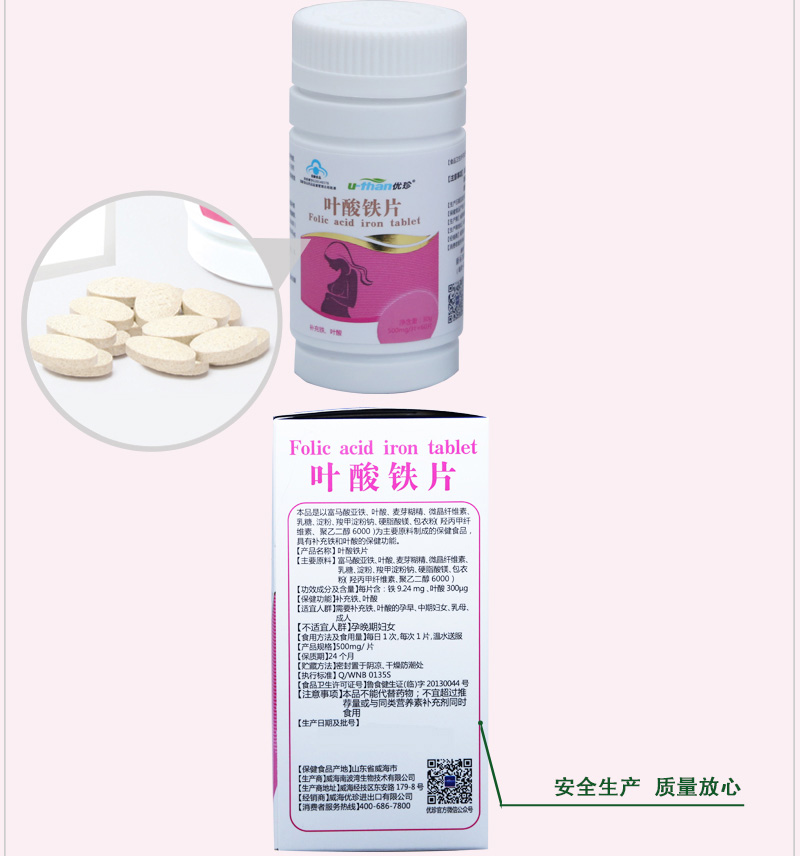 u-than优珍
叶酸铁片
Folic acid iron tablet
补充铁、叶酸
Folic acid iron tablet
叶酸铁片
本品是以富马酸亚铁、叶酸、麦芽糊精、微晶纤维素、
乳糖、淀粉、羧甲淀粉钠、硬脂酸镁、包衣粉( 羟丙甲纤
维素、聚乙二醇 6000 )为主要原料制成的保健食品，
具有补充铁和叶酸的保健功能。
【产品名称】叶酸铁片
【主要原料】富马酸亚铁、叶酸、麦芽糊精、微晶纤维素、
乳糖、淀粉、羧甲淀粉钠、硬脂酸镁、包衣
粉( 羟丙甲纤维素、聚乙二醇 6000 )
【功效成分及含量】每片含：铁 9.24 mg , 叶酸 300μg
【保健功能】补充铁、叶酸
【适宜人群】需要补充铁、叶酸的孕早、中期妇女、乳母、
成人
【不适宜人群】孕晚期妇女
【食用方法及食用量】每日 1 次, 每次 1 片, 温水送服
【产品规格】500mg/ 片
【保质期】24 个月
【贮藏方法】密封置于阴凉、干燥防潮处
【执行标准】Q/WNB 0135S
【食品卫生许可证号】鲁食健生证(临)字 20130044 号
【注意事项】本品不能代替药物；不宜超过推
荐量或与同类营养素补充剂同时
食用
【生产日期及批号】
【保健食品产地】山东省威海市
【生产商】威海南波湾生物技术有限公司
【生产商地址】威海经技区东安路 179-8 号
【经销商】威海优珍进出口有限公司
【消费者服务热线】400-686-7800
优珍官方微信公众号
安全生产 质量放心